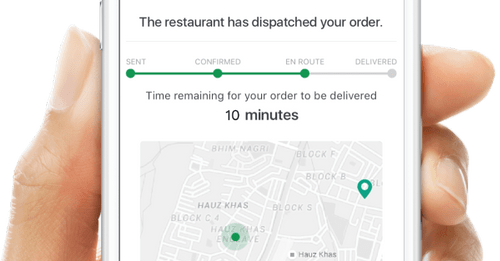 The restaurant has dispatched your order.
SENT CONFIRMED EN ROUTE DELIVERED
Time remaining for your order to be delivered
10 minutes
BHIM NAGRI
BLOCK F
BLOCK B
HAUZ KHAS
BLOCK C 4
BLOCK S
HAUZ KHAS
ENCLAVE
Hauz Khas